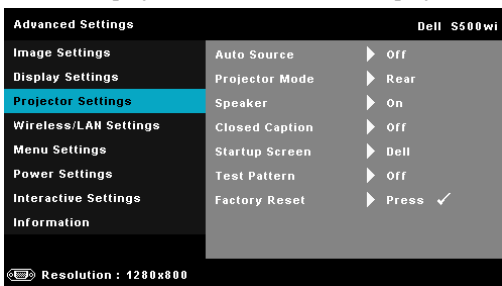 Advanced Settings Dell S500wi
Image Settings
Display Settings
Projector Settings
Wireless/LAN Settings
Menu Settings
Power Settings
Interactive Settings
Information
Auto Source Off
Projector Mode Rear
Speaker On
Closed Caption Off
Startup Screen Dell
Test Pattern Off
Factory Reset Press ✓
Resolution : 1280x800